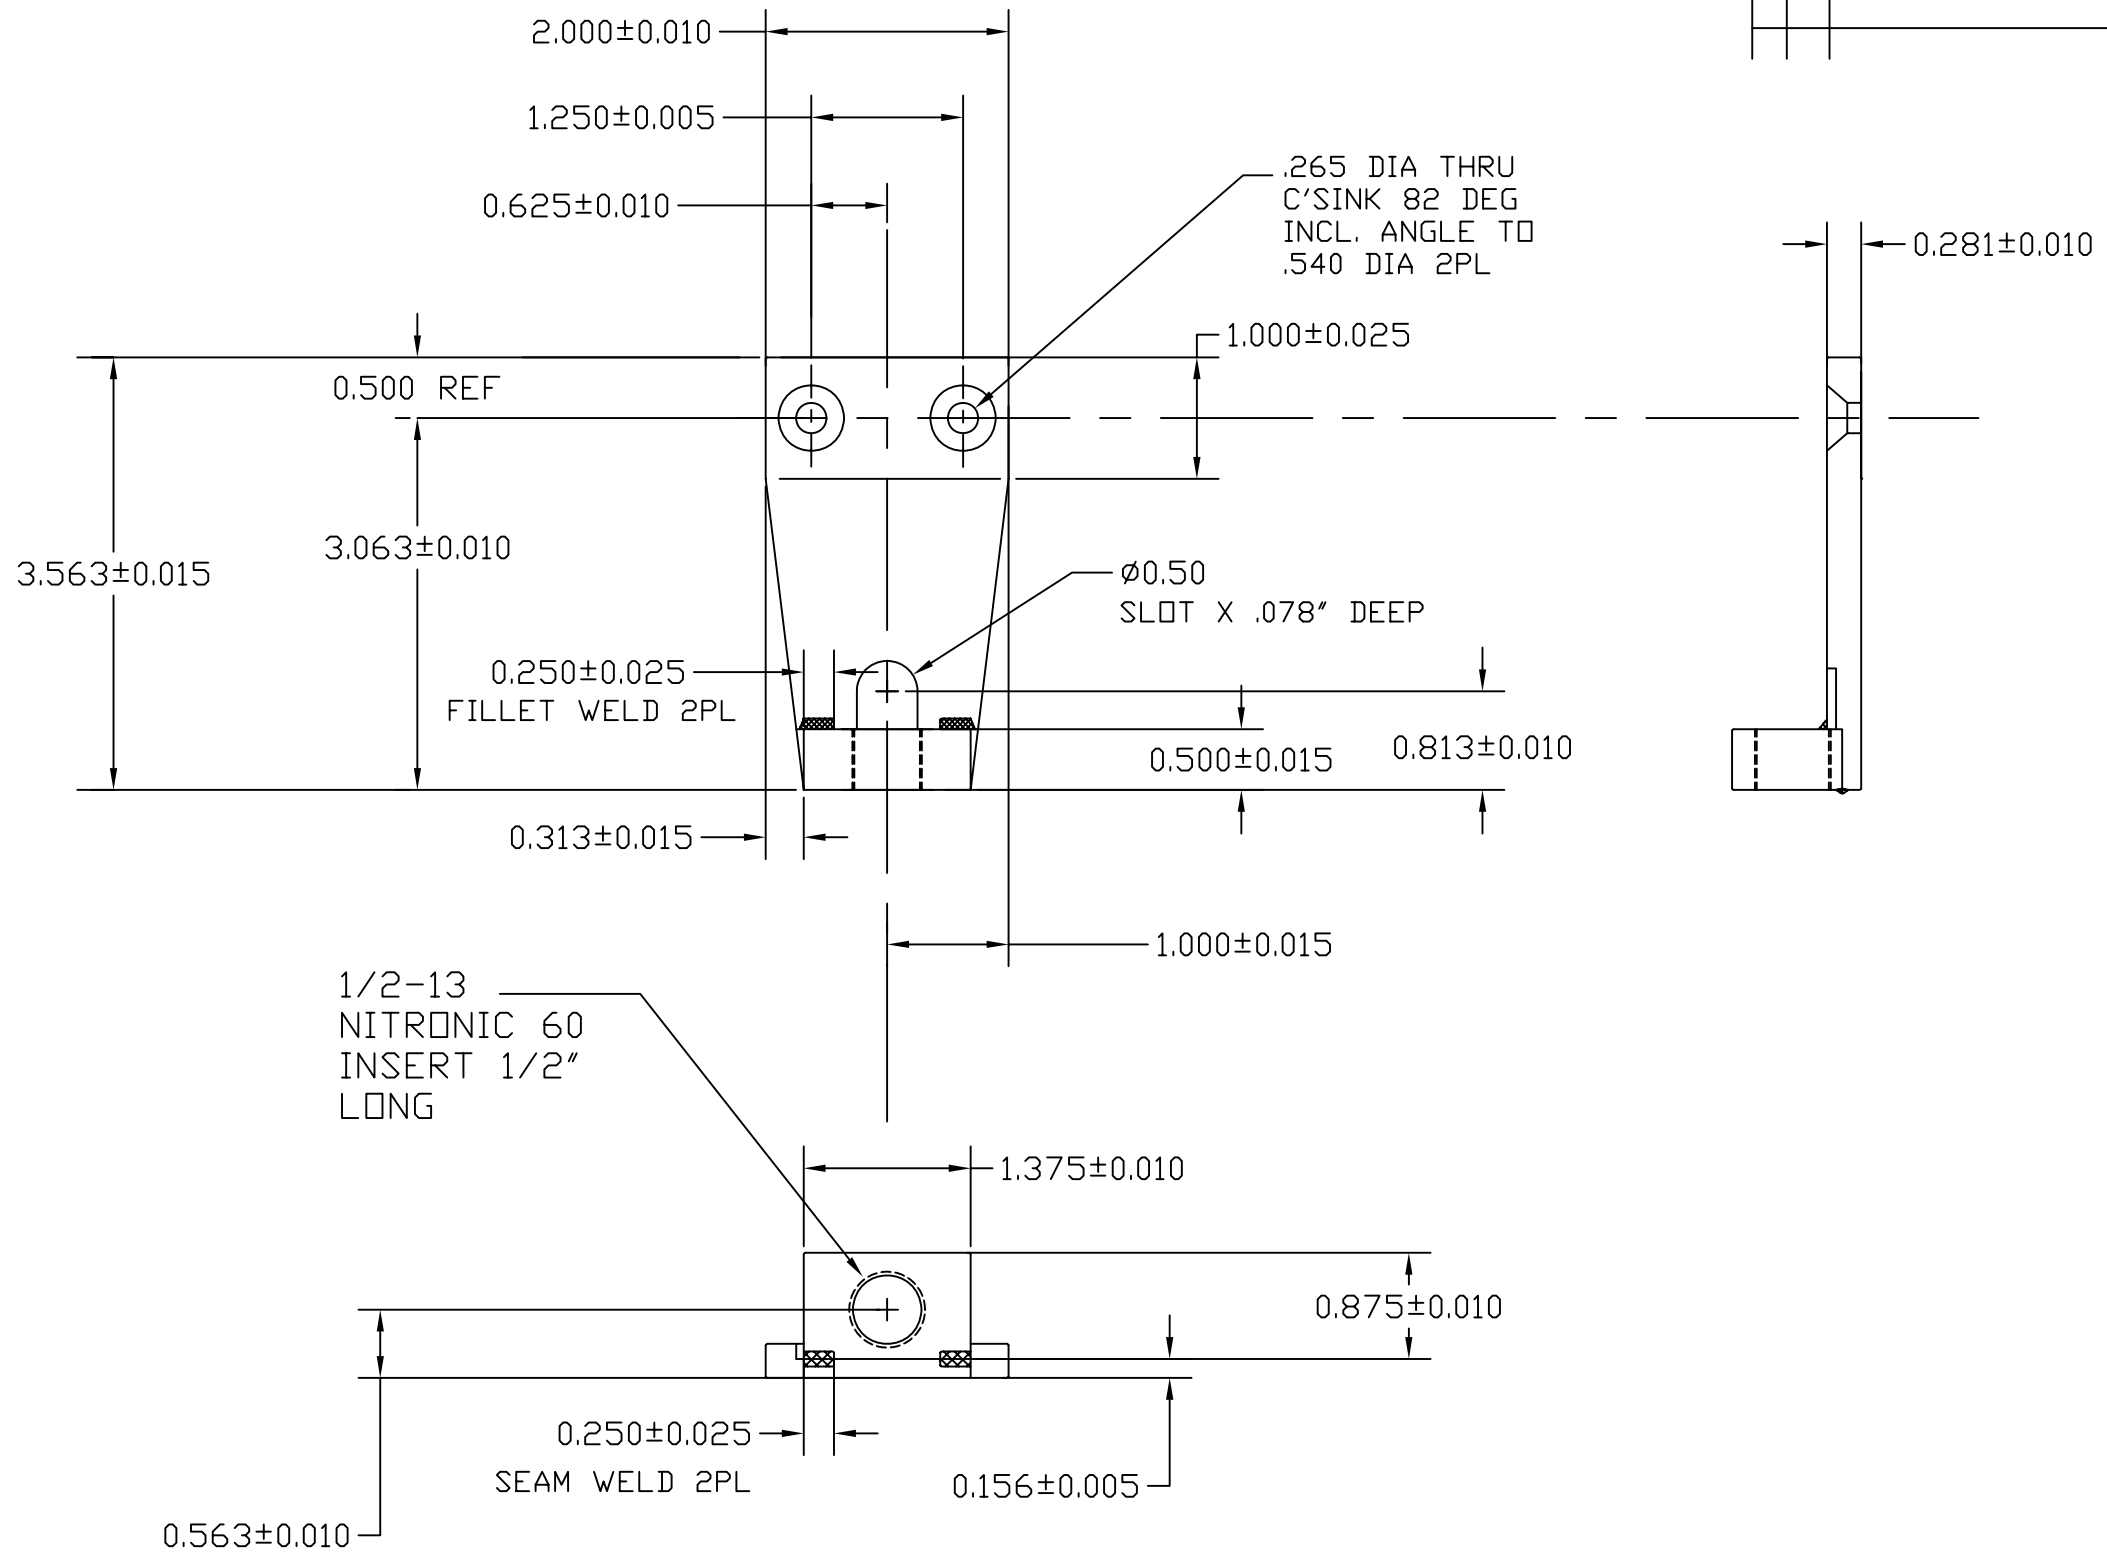 2.000±0.010
1.250±0.005
0.625±0.010
.265 DIA THRU
C'SINK 82 DEG
INCL. ANGLE TO
.540 DIA 2PL
0.281±0.010
1.000±0.025
0.500 REF
3.063±0.010
3.563±0.015
Ø0.50
SLOT X .078" DEEP
0.250±0.025
FILLET WELD 2PL
0.500±0.015
0.813±0.010
0.313±0.015
1.000±0.015
1/2-13
NITRONIC 60
INSERT 1/2"
LONG
1.375±0.010
0.875±0.010
0.250±0.025
SEAM WELD 2PL
0.156±0.005
0.563±0.010